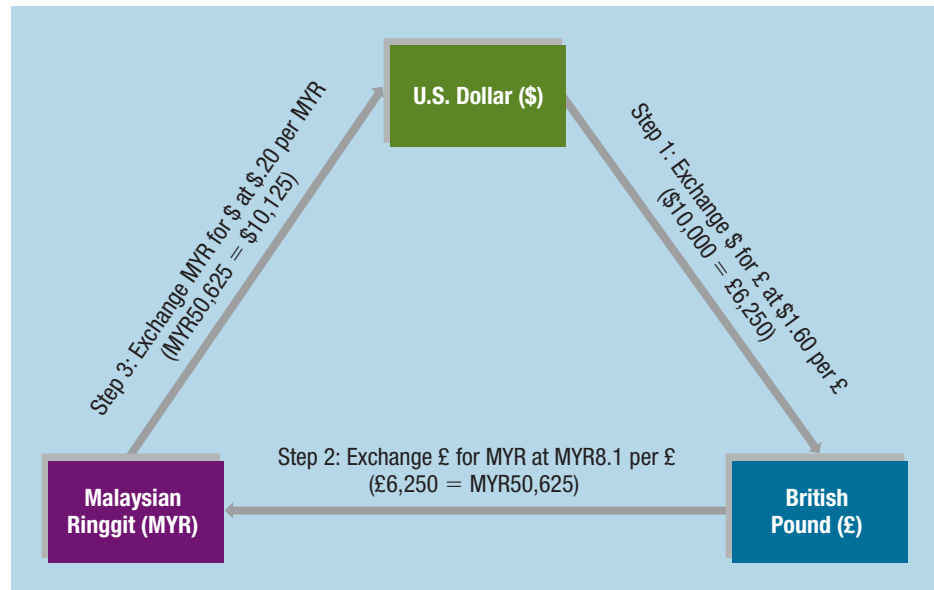 U.S. Dollar ($)
Step 1: Exchange $ for £ at $1.60 per £
($10,000 = £6,250)
Step 2: Exchange £ for MYR at MYR8.1 per £
(£6,250 = MYR50,625)
Step 3: Exchange MYR for $ at $.20 per MYR
(MYR50,625 = $10,125)
Malaysian
Ringgit (MYR)
British
Pound (£)